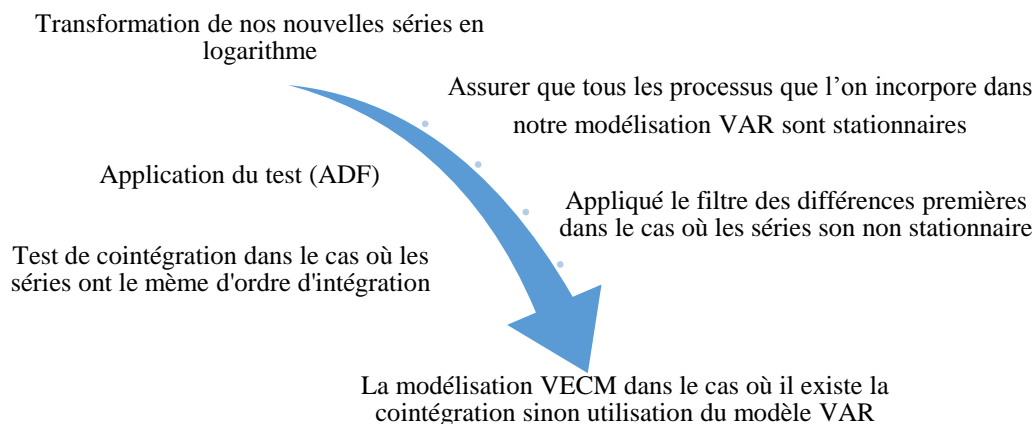 Transformation de nos nouvelles séries en
logarithme
Assurer que tous les processus que l'on incorpore dans
notre modélisation VAR sont stationnaires
Application du test (ADF)
Appliqué le filtre des différences premières
dans le cas où les séries son non stationnaire
Test de cointégration dans le cas où les
séries ont le mème d'ordre d'intégration
La modélisation VECM dans le cas où il existe la
cointégration sinon utilisation du modèle VAR